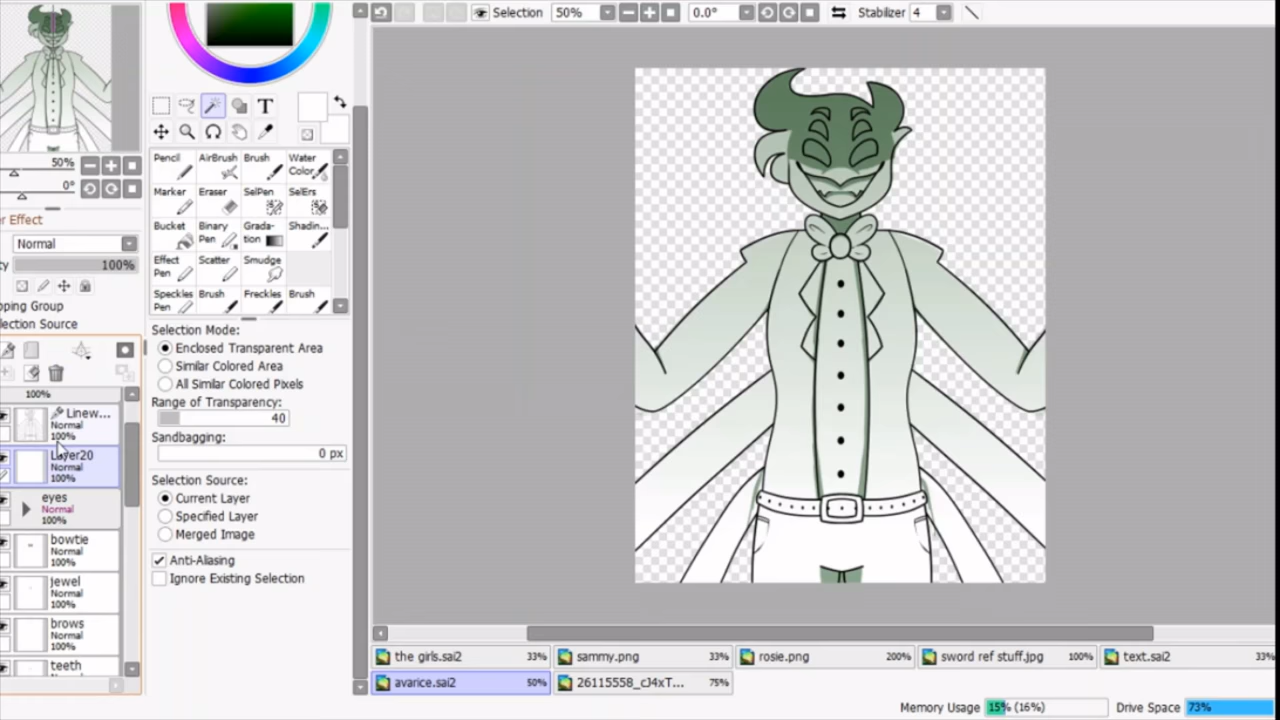 Selection 50% 0.0° Stabilizer 4
T
50%
0°
er Effect
Normal
ty 100%
pping Group
lection Source
100%
Linew...
Normal
100%
Layer20
Normal
100%
eyes
Normal
100%
bowtie
Normal
100%
jewel
Normal
100%
brows
Normal
100%
teeth
Pencil AirBrush Brush Water Color
Marker Eraser SelPen SelErs
Bucket Binary Pen Grada-tion Shadin...
Effect Pen Scatter Smudge
Speckles Pen Brush Freckles Brush
Selection Mode:
Enclosed Transparent Area
Similar Colored Area
All Similar Colored Pixels
Range of Transparency:
40
Sandbagging:
0 px
Selection Source:
Current Layer
Specified Layer
Merged Image
Anti-Aliasing
Ignore Existing Selection
the girls.sai2 33% sammy.png 33% rosie.png 200% sword ref stuff.jpg 100% text.sai2 33%
avarice.sai2 50% 26115558_cJ4xT... 75%
Memory Usage 15% (16%) Drive Space 73%